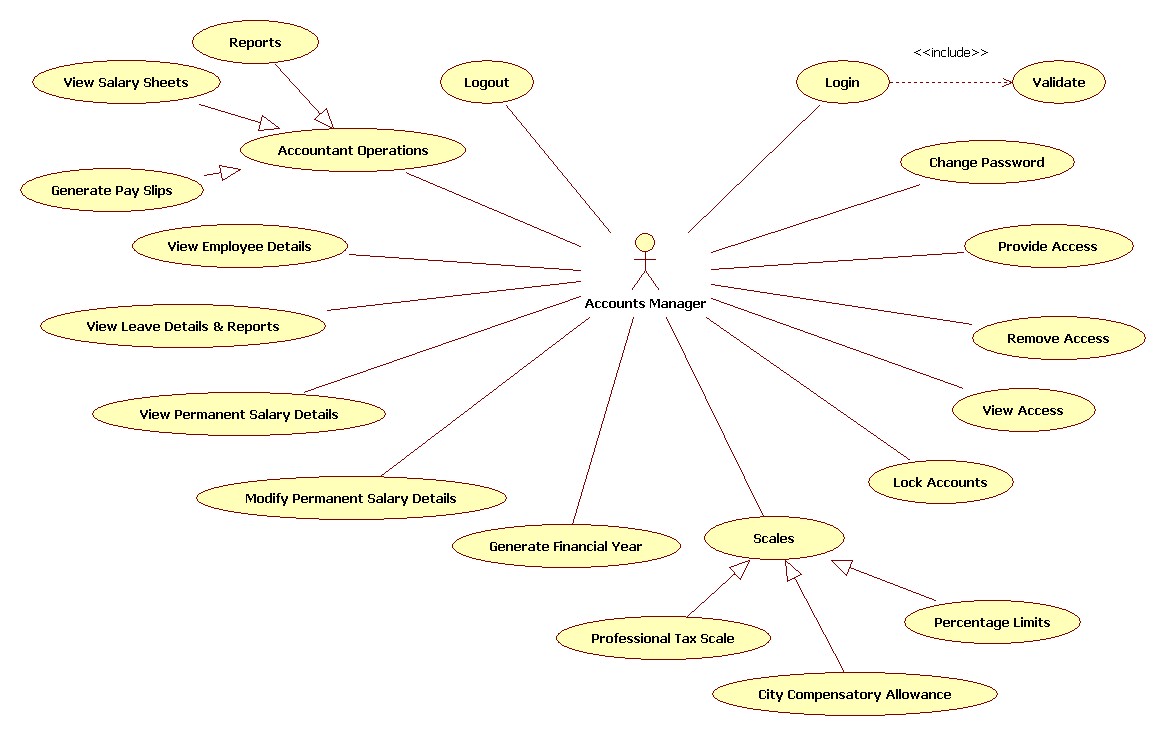 Reports
<<include>>
View Salary Sheets
Logout
Login
Validate
Accountant Operations
Change Password
Generate Pay Slips
View Employee Details
Provide Access
Accounts Manager
View Leave Details & Reports
Remove Access
View Permanent Salary Details
View Access
Modify Permanent Salary Details
Lock Accounts
Generate Financial Year
Scales
Professional Tax Scale
Percentage Limits
City Compensatory Allowance